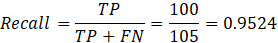 Recall = TP / (TP + FN) = 100 / 105 = 0.9524